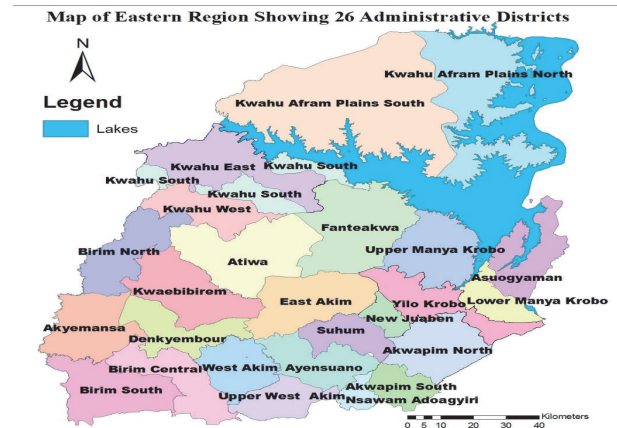 Map of Eastern Region Showing 26 Administrative Districts
N
Legend
Lakes
Kwahu Afram Plains North
Kwahu Afram Plains South
Kwahu East
Kwahu South
Kwahu South
Kwahu South
Kwahu West
Fanteakwa
Birim North
Upper Manya Krobo
Atiwa
Asuogyaman
Kwaebibirem
East Akim
Yilo Krobo
Lower Manya Krobo
New Juaben
Akyemansa
Suhum
Denkyembour
Akwapim North
Birim Central
West Akim
Ayensuano
Birim South
Akwapim South
Upper West Akim
Nsawam Adoagyiri
Kilometers
0 5 10 20 30 40